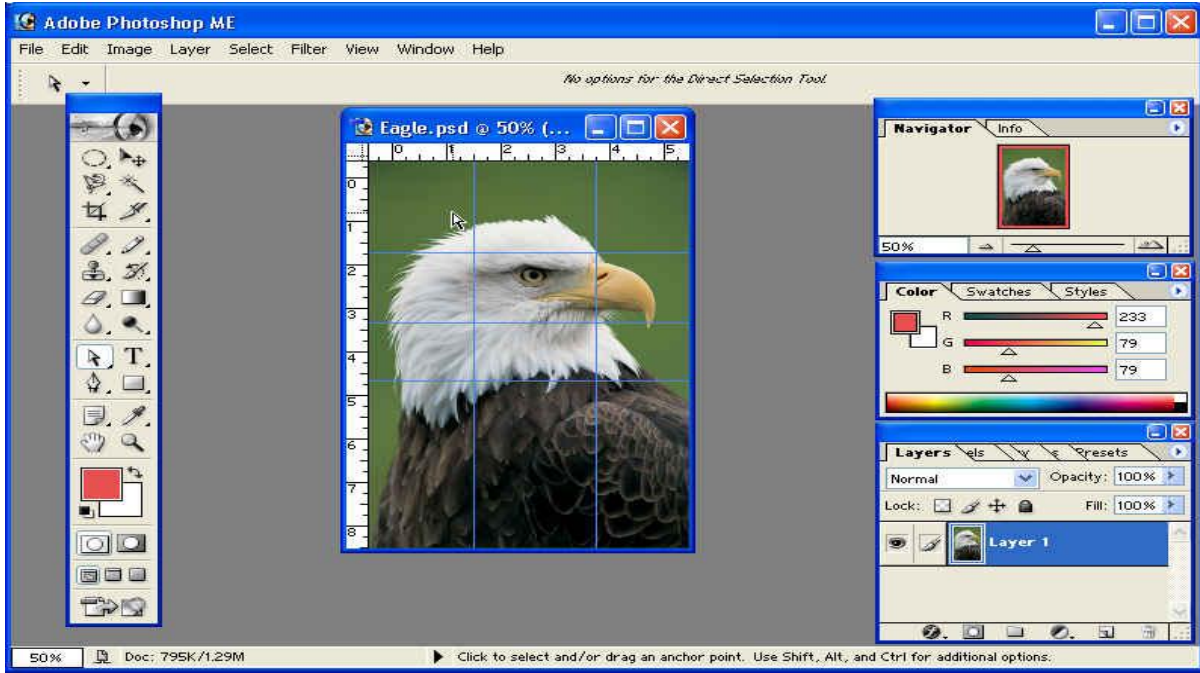 Adobe Photoshop ME
File Edit Image Layer Select Filter View Window Help
No options for the Direct Selection Tool.
Eagle.psd @ 50% (...
0 1 2 3 4 5
0
1
2
3
4
5
6
7
8
T
Navigator Info
50%
Color Swatches Styles
R 233
G 79
B 79
Layers els Presets
Normal Opacity: 100%
Lock: Fill: 100%
Layer 1
50% Doc: 795K/1.29M Click to select and/or drag an anchor point. Use Shift, Alt, and Ctrl for additional options.